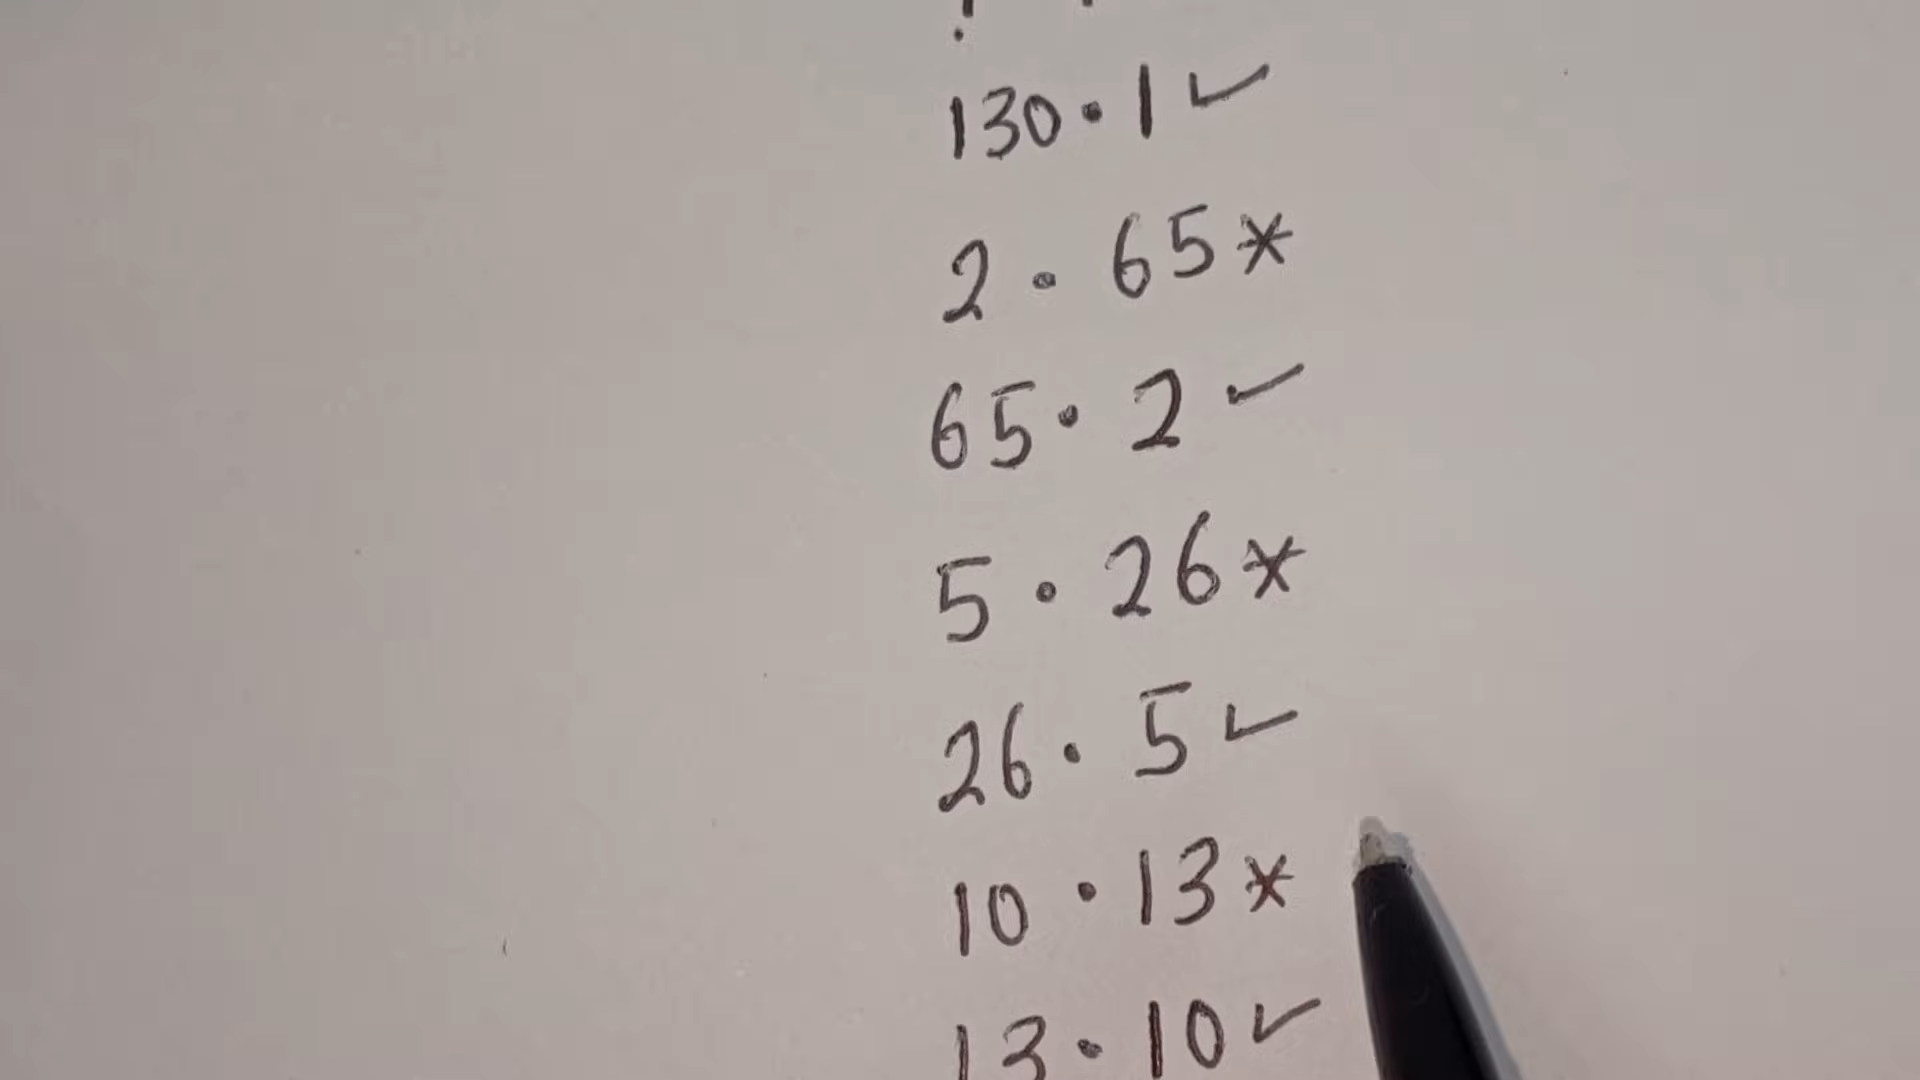 130 · 1 ✓
2 · 65 *
65 · 2 ✓
5 · 26 *
26 · 5 ✓
10 · 13 *
13 · 10 ✓